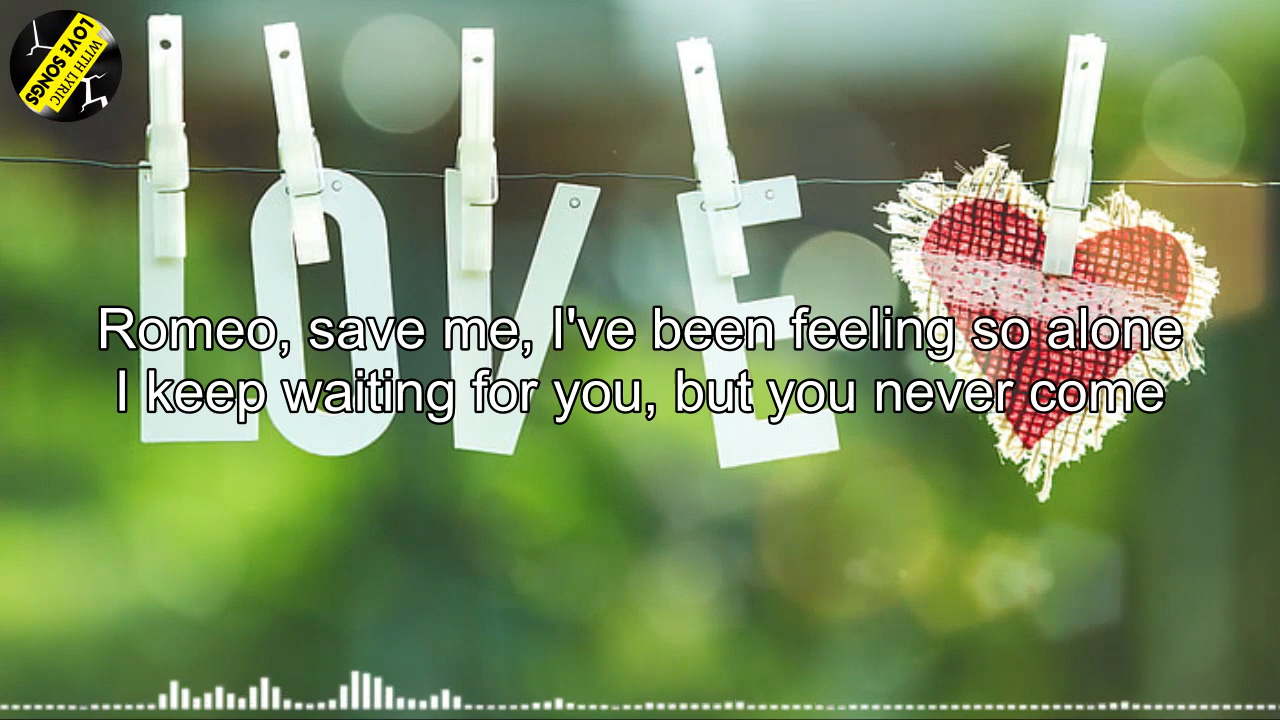 LOVE SONGS
WITH LYRIC
LOVE
Romeo, save me, I've been feeling so alone
I keep waiting for you, but you never come